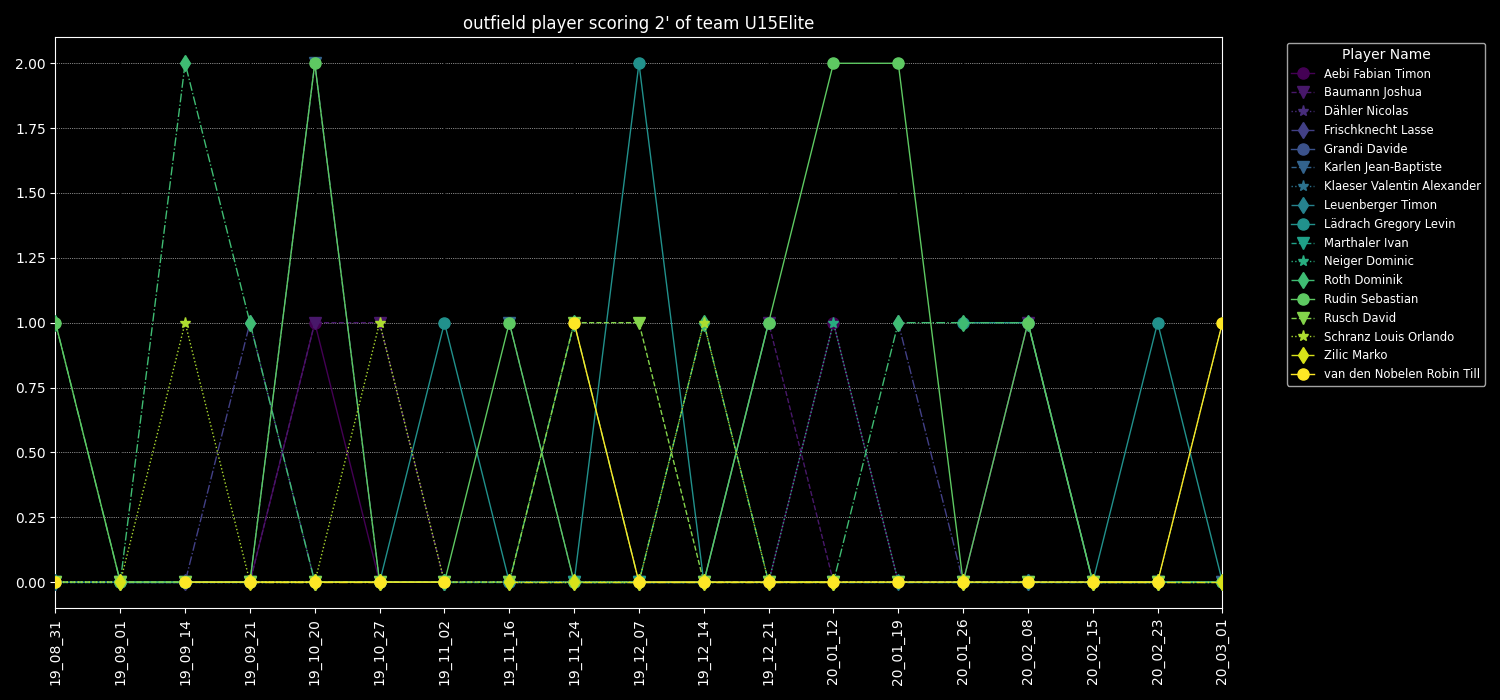 outfield player scoring 2' of team U15Elite
2.00
1.75
1.50
1.25
1.00
0.75
0.50
0.25
0.00
19_08_31
19_09_01
19_09_14
19_09_21
19_10_20
19_10_27
19_11_02
19_11_16
19_11_24
19_12_07
19_12_14
19_12_21
20_01_12
20_01_19
20_01_26
20_02_08
20_02_15
20_02_23
20_03_01
Player Name
Aebi Fabian Timon
Baumann Joshua
Dähler Nicolas
Frischknecht Lasse
Grandi Davide
Karlen Jean-Baptiste
Klaeser Valentin Alexander
Leuenberger Timon
Lädrach Gregory Levin
Marthaler Ivan
Neiger Dominic
Roth Dominik
Rudin Sebastian
Rusch David
Schranz Louis Orlando
Zilic Marko
van den Nobelen Robin Till